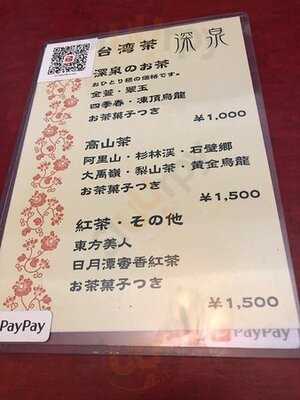 台湾茶 深泉
深泉のお茶
おひとり様の価格です。
金萱・翠玉
四季春・凍頂烏龍
お茶菓子つき
¥1,000
高山茶
阿里山・杉林渓・石壁郷
大禹嶺・梨山茶・黄金烏龍
お茶菓子つき
¥1,500
紅茶・その他
東方美人
日月潭蜜香紅茶
お茶菓子つき
¥1,500
PayPay
PayPay